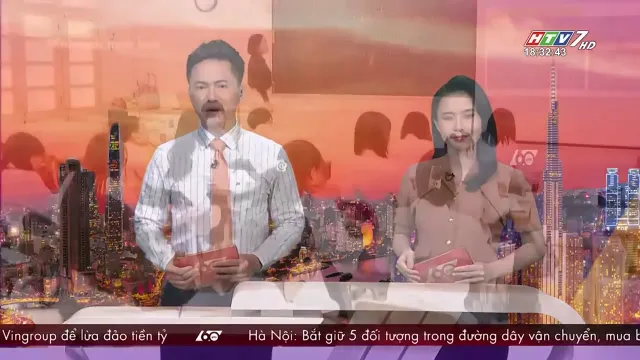 HTV7 HD
18:32:43
60
Vingroup để lừa đảo tiền tỷ 60 Hà Nội: Bắt giữ 5 đối tượng trong đường dây vận chuyển, mua b